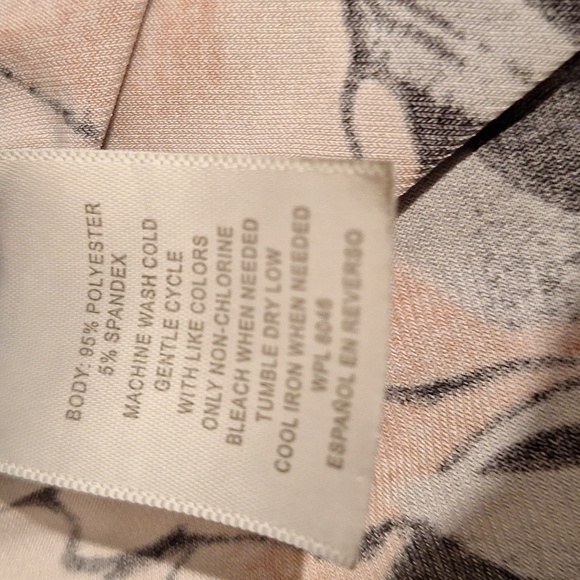 BODY: 95% POLYESTER
5% SPANDEX
MACHINE WASH COLD
GENTLE CYCLE
WITH LIKE COLORS
ONLY NON-CHLORINE
BLEACH WHEN NEEDED
TUMBLE DRY LOW
COOL IRON WHEN NEEDED
WPL 8046
ESPAÑOL EN REVERSO